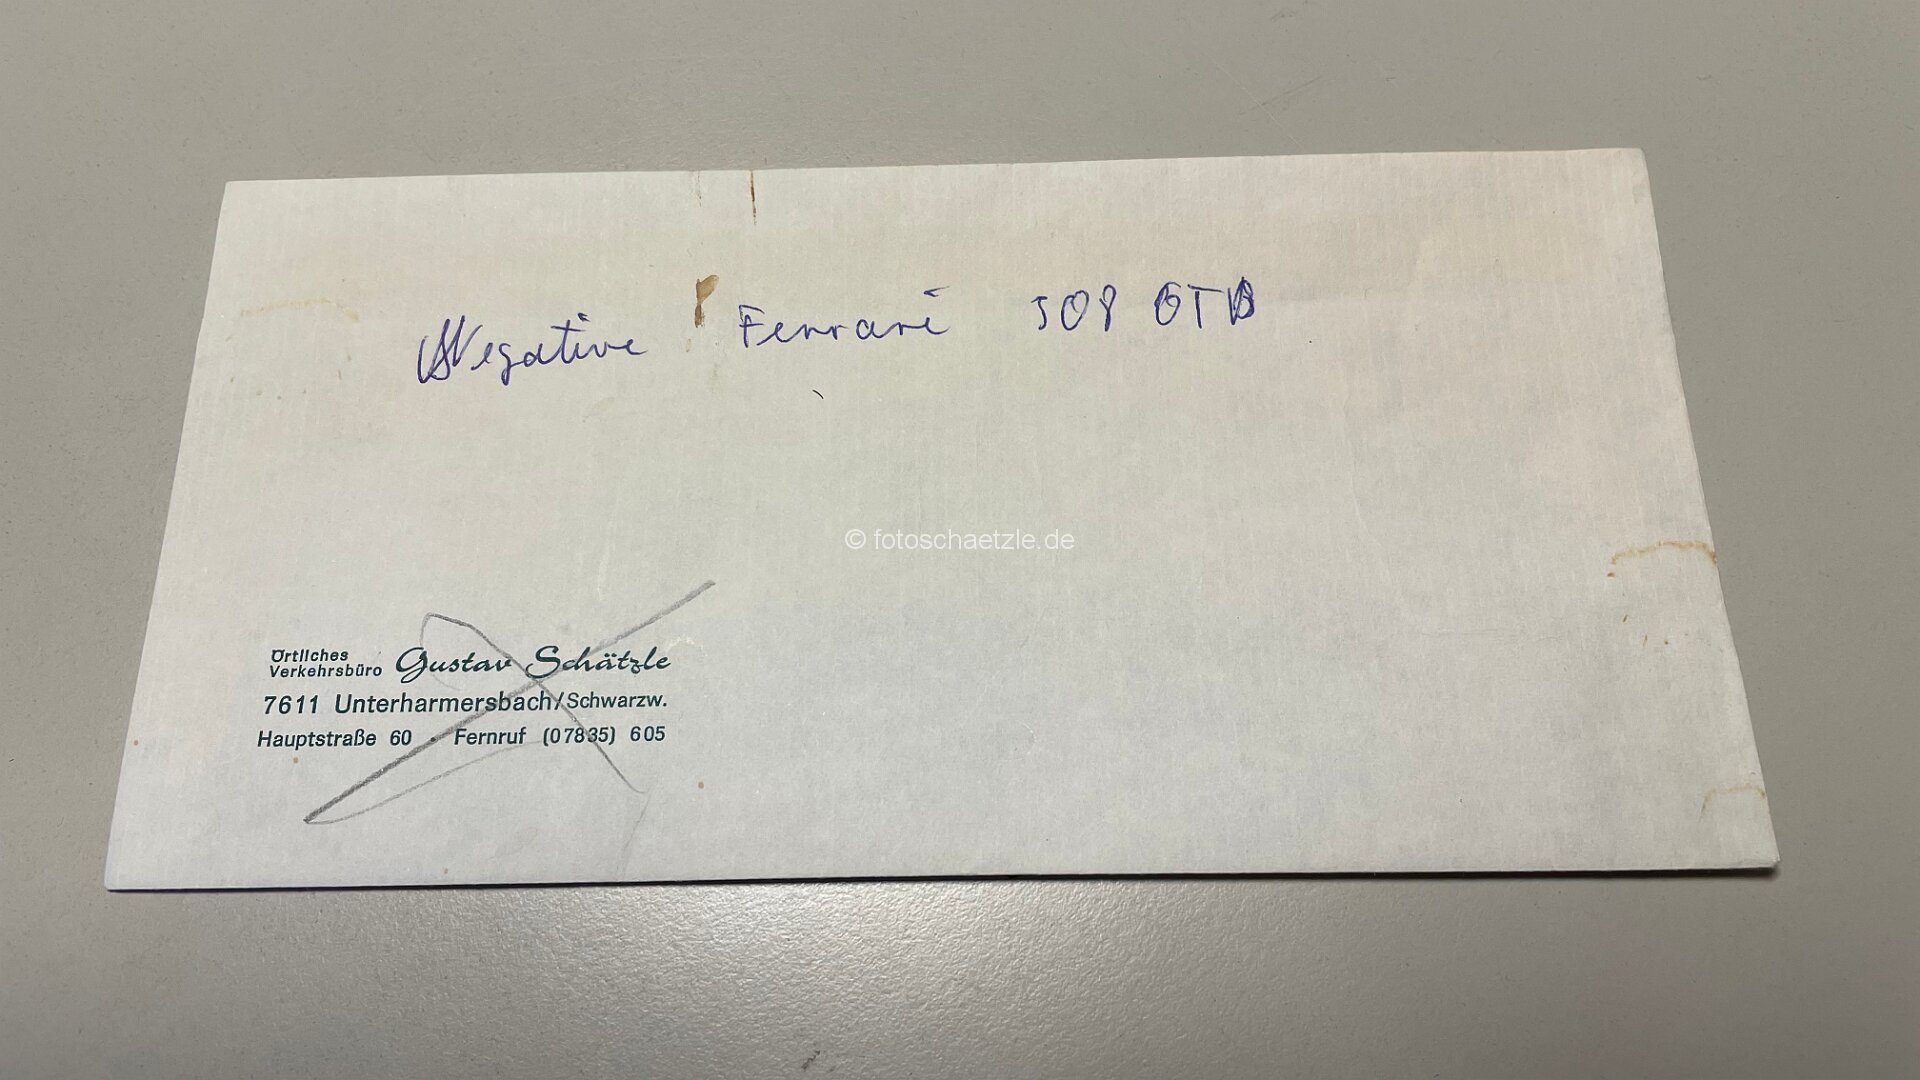 Negative Ferrari 308 GTB
© fotoschaetzle.de
Örtliches
Verkehrsbüro Gustav Schätzle
7611 Unterharmersbach/Schwarzw.
Hauptstraße 60 • Fernruf (07835) 605